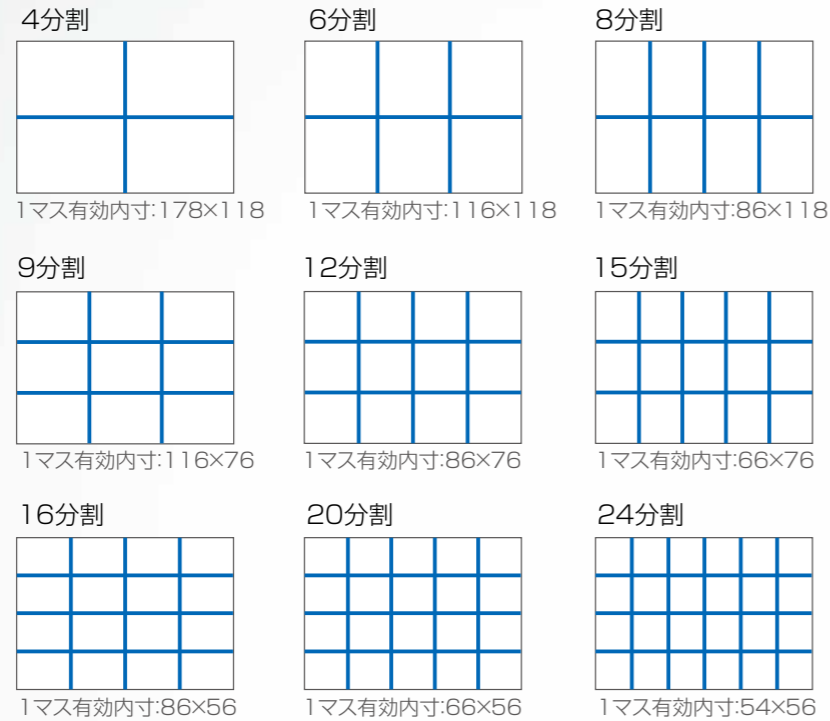 4分割
6分割
8分割
1マス有効内寸:178×118
1マス有効内寸:116×118
1マス有効内寸:86×118
9分割
12分割
15分割
1マス有効内寸:116×76
1マス有効内寸:86×76
1マス有効内寸:66×76
16分割
20分割
24分割
1マス有効内寸:86×56
1マス有効内寸:66×56
1マス有効内寸:54×56